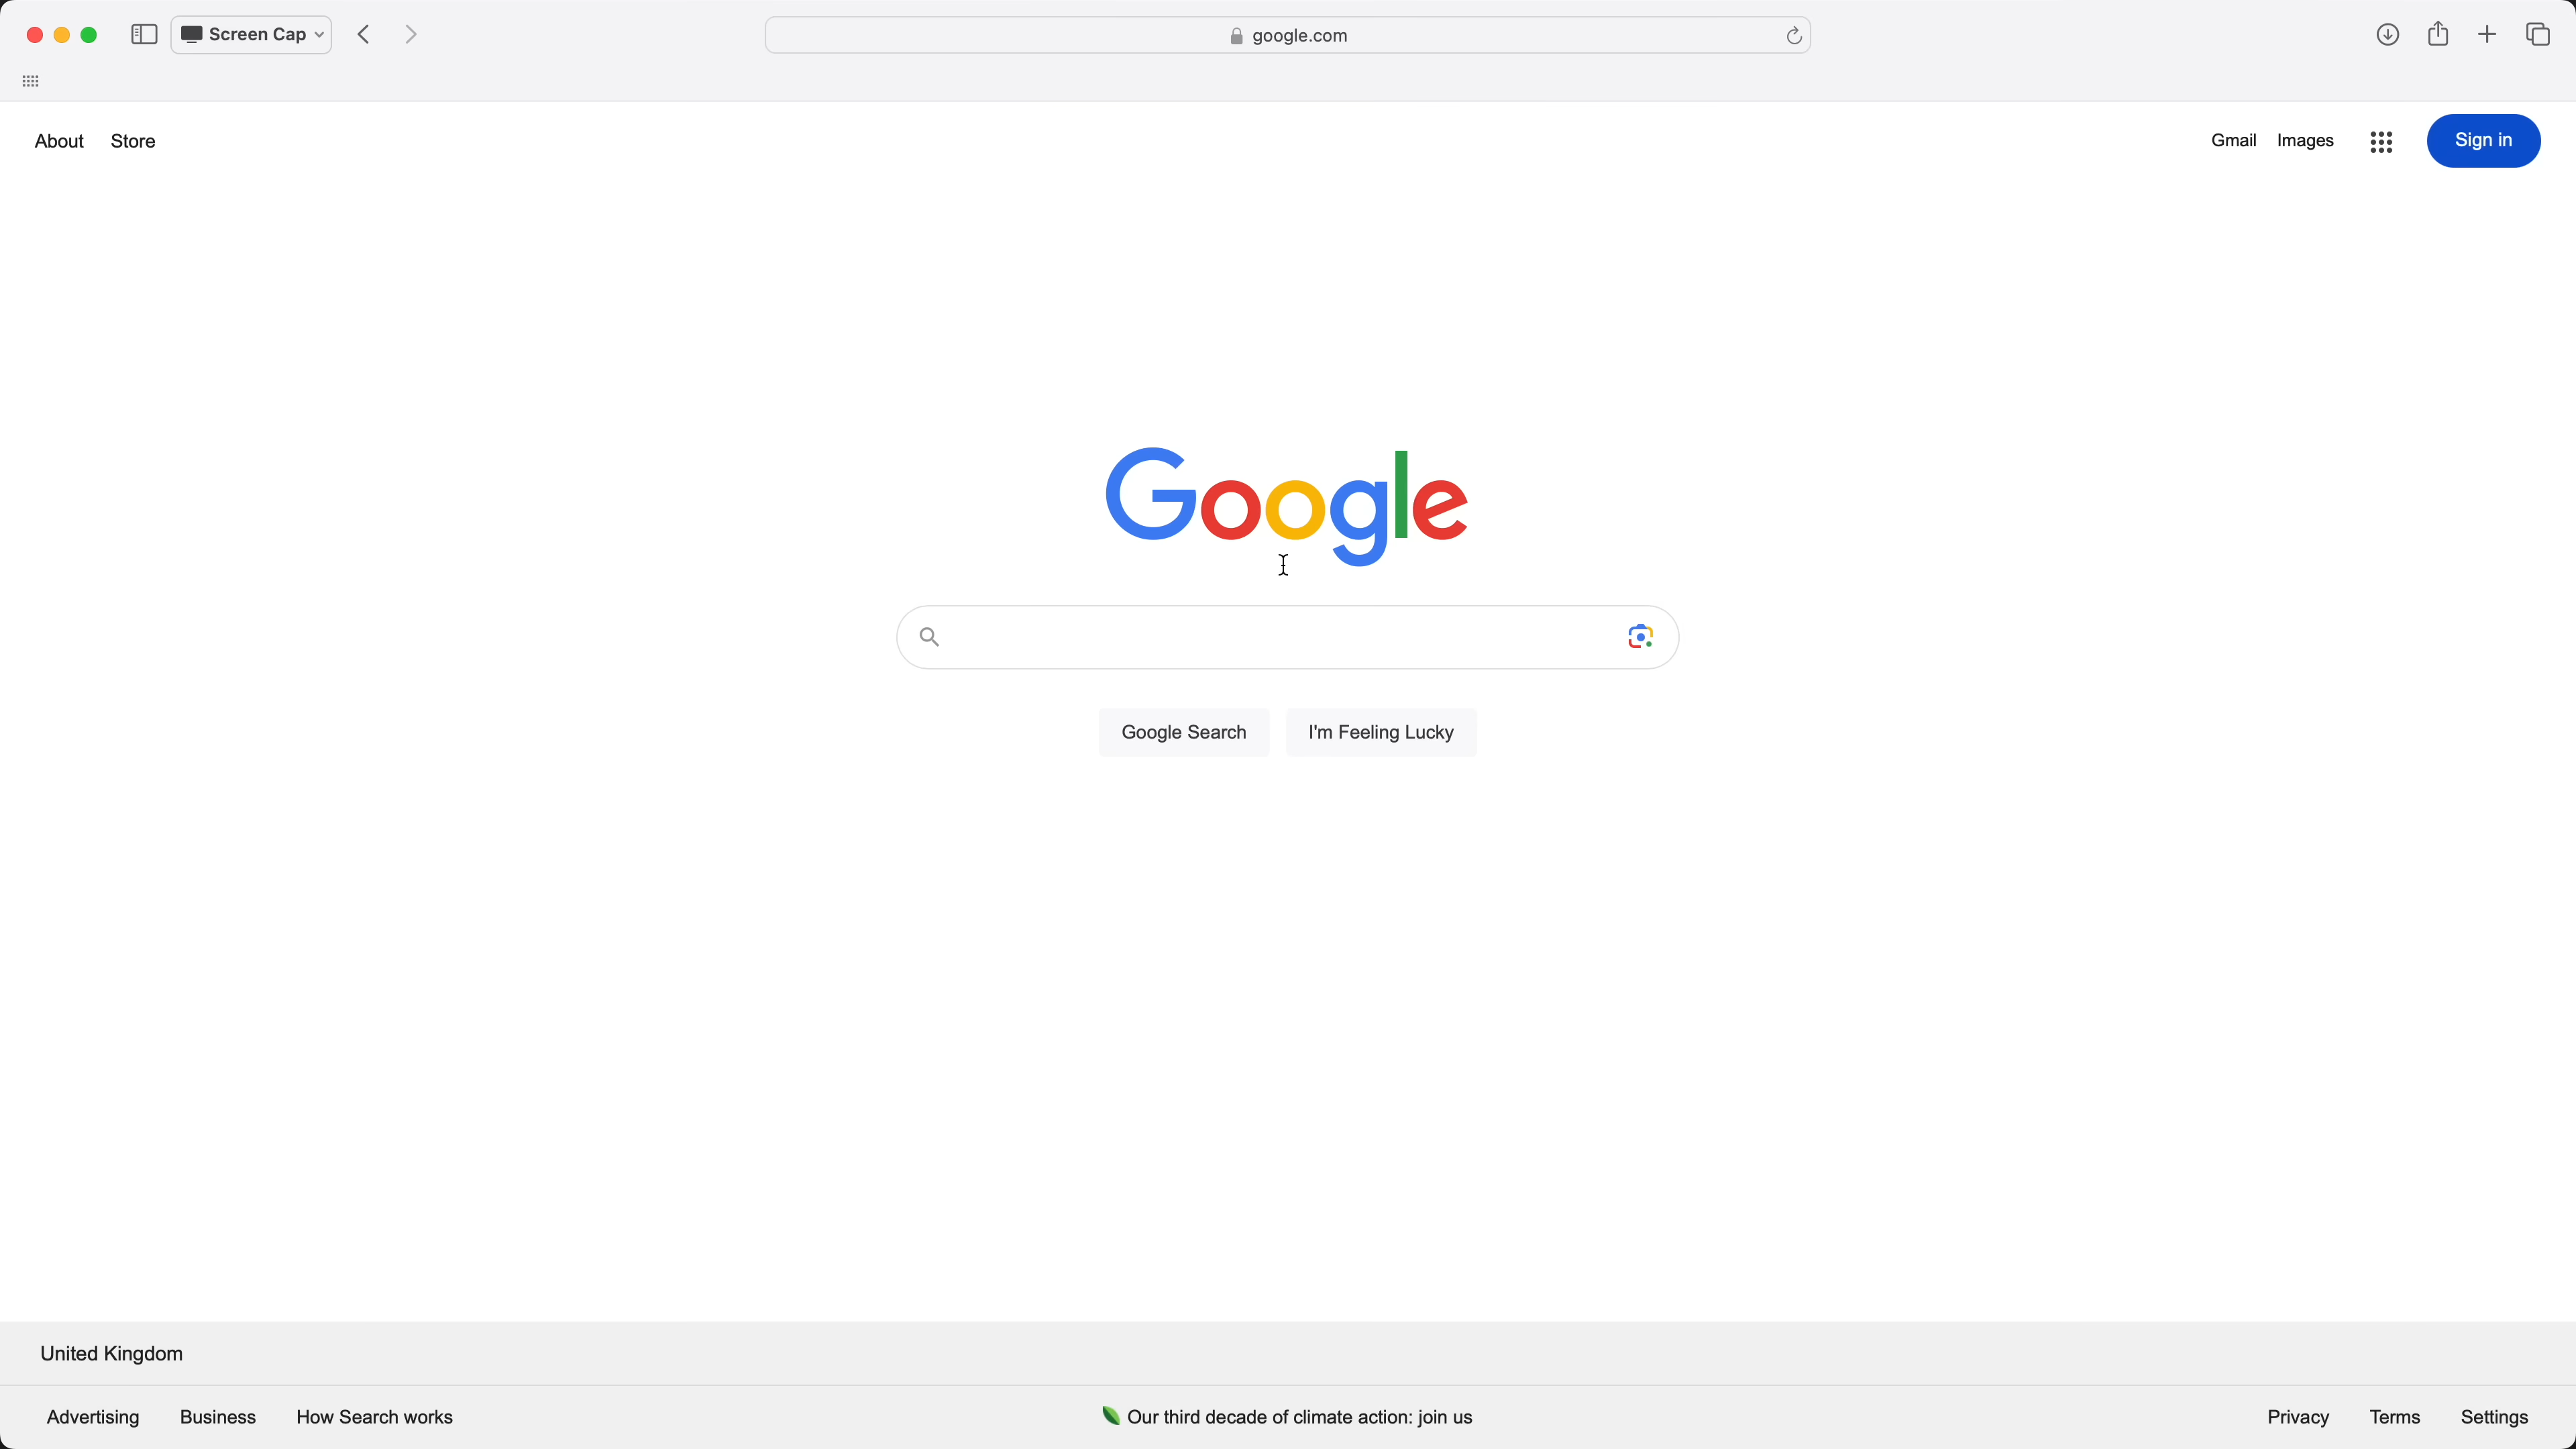 Screen Cap
google.com
About Store
Gmail Images Sign in
Google
Google Search I'm Feeling Lucky
United Kingdom
Advertising Business How Search works
Our third decade of climate action: join us
Privacy Terms Settings